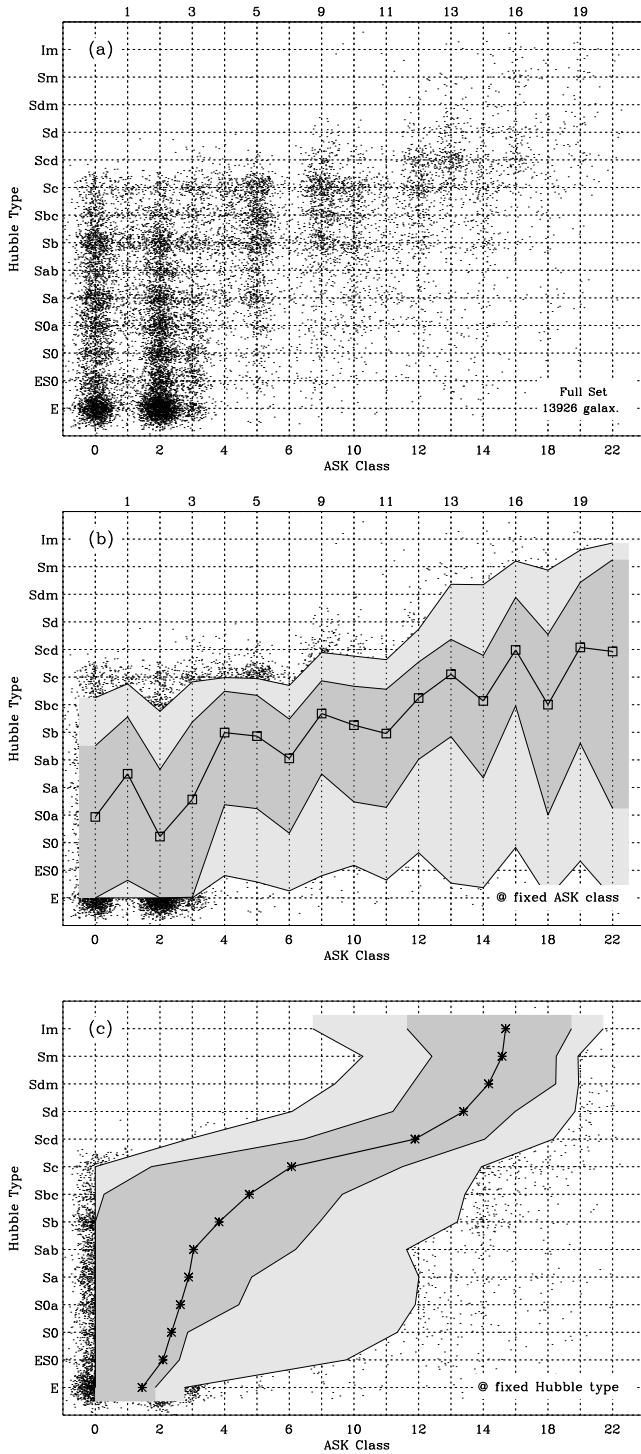 1 3 5 9 11 13 16 19
(a)
Im
Sm
Sdm
Sd
Scd
Sc
Sbc
Sb
Sab
Sa
S0a
S0
ES0
E
Hubble Type
Full Set
13926 galax.
0 2 4 6 10 12 14 18 22
ASK Class
1 3 5 9 11 13 16 19
(b)
Im
Sm
Sdm
Sd
Scd
Sc
Sbc
Sb
Sab
Sa
S0a
S0
ES0
E
Hubble Type
@ fixed ASK class
0 2 4 6 10 12 14 18 22
ASK Class
(c)
Im
Sm
Sdm
Sd
Scd
Sc
Sbc
Sb
Sab
Sa
S0a
S0
ES0
E
Hubble Type
@ fixed Hubble type
0 2 4 6 10 12 14 18 22
ASK Class